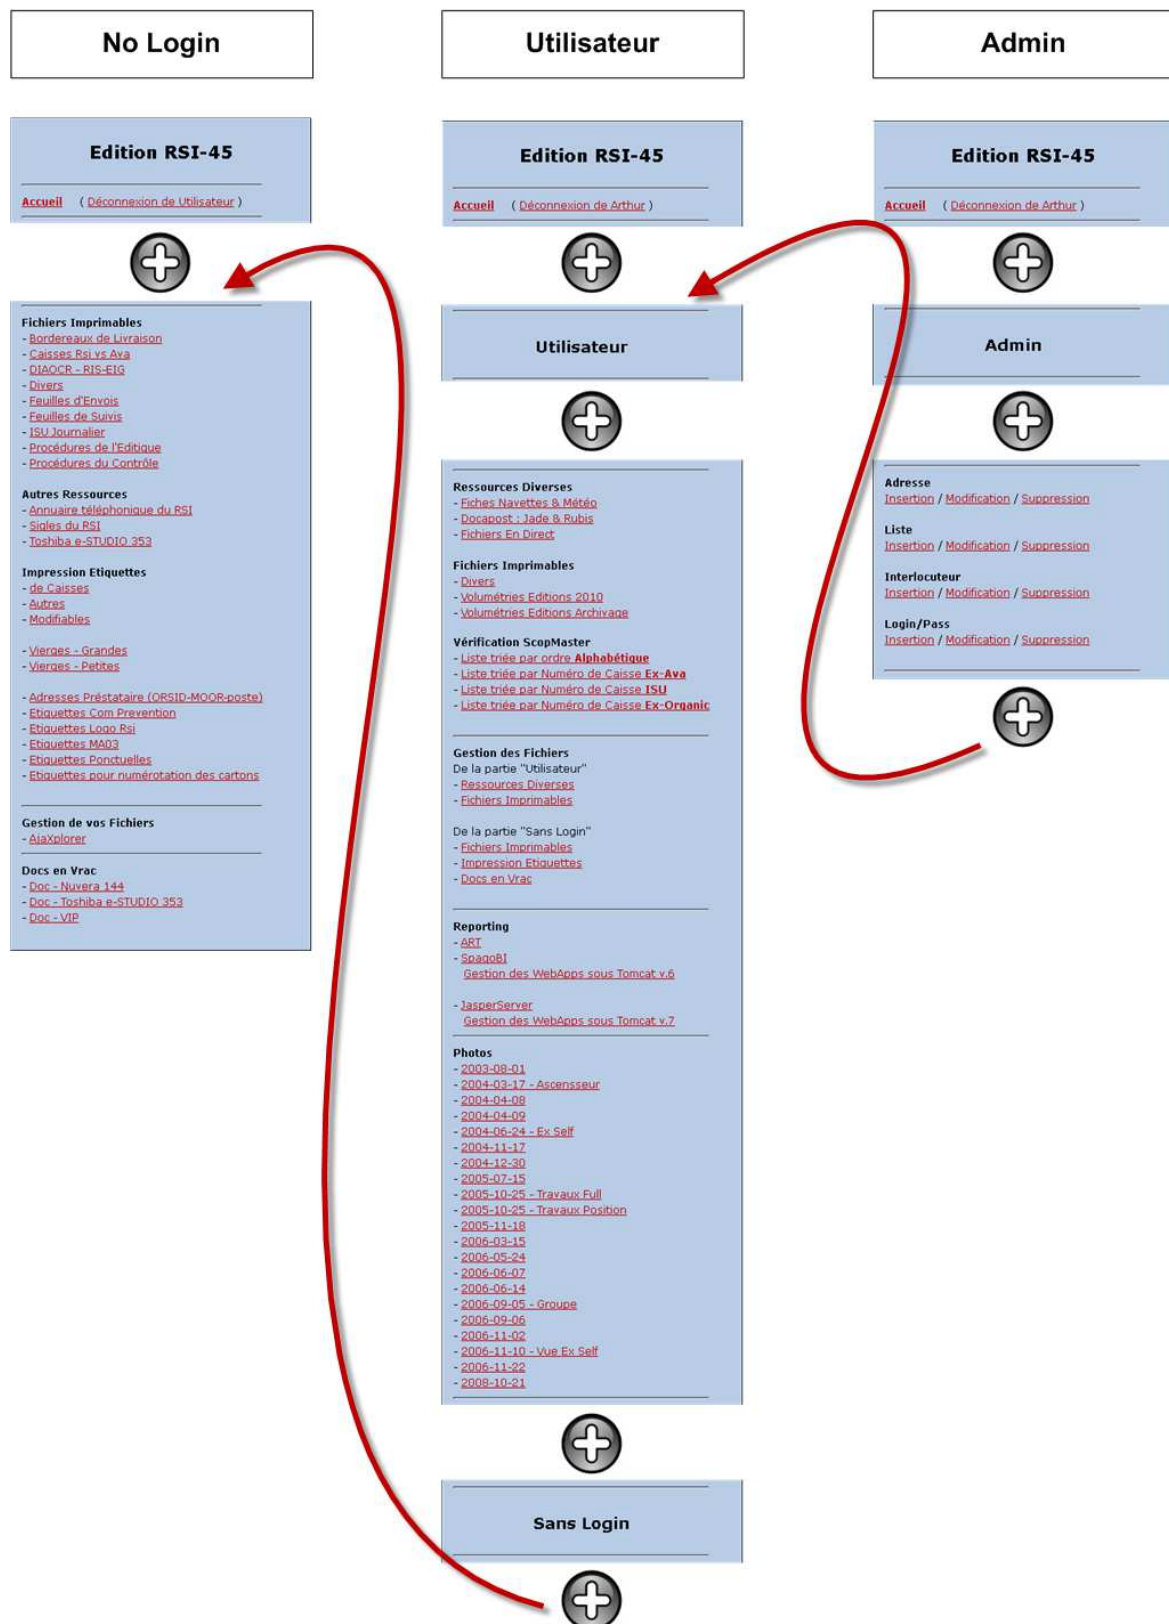 No Login
Edition RSI-45
Accueil ( Déconnexion de Utilisateur )
Fichiers Imprimables
- Bordereaux de Livraison
- Caisses Rsi vs Ava
- DIAOCR - RIS-EIG
- Divers
- Feuilles d'Envois
- Feuilles de Suivis
- ISU Journalier
- Procédures de l'Editique
- Procédures du Contrôle
Autres Ressources
- Annuaire téléphonique du RSI
- Sigles du RSI
- Toshiba e-STUDIO 353
Impression Etiquettes
- de Caisses
- Autres
- Modifiables
- Vierges - Grandes
- Vierges - Petites
- Adresses Préstataire (ORSID-MOOR-poste)
- Etiquettes Com Prevention
- Etiquettes Logo Rsi
- Etiquettes MA03
- Etiquettes Ponctuelles
- Etiquettes pour numérotation des cartons
Gestion de vos Fichiers
- AjaXplorer
Docs en Vrac
- Doc - Nuvera 144
- Doc - Toshiba e-STUDIO 353
- Doc - VIP
Utilisateur
Edition RSI-45
Accueil ( Déconnexion de Arthur )
Utilisateur
Ressources Diverses
- Fiches Navettes & Météo
- Docapost : Jade & Rubis
- Fichiers En Direct
Fichiers Imprimables
- Divers
- Volumétries Editions 2010
- Volumétries Editions Archivage
Vérification ScopMaster
- Liste triée par ordre Alphabétique
- Liste triée par Numéro de Caisse Ex-Ava
- Liste triée par Numéro de Caisse ISU
- Liste triée par Numéro de Caisse Ex-Organic
Gestion des Fichiers
De la partie "Utilisateur"
- Ressources Diverses
- Fichiers Imprimables
De la partie "Sans Login"
- Fichiers Imprimables
- Impression Etiquettes
- Docs en Vrac
Reporting
- ART
- SpagoBI
Gestion des WebApps sous Tomcat v.6
- JasperServer
Gestion des WebApps sous Tomcat v.7
Photos
- 2003-08-01
- 2004-03-17 - Ascensseur
- 2004-04-08
- 2004-04-09
- 2004-06-24 - Ex Self
- 2004-11-17
- 2004-12-30
- 2005-07-15
- 2005-10-25 - Travaux Full
- 2005-10-25 - Travaux Position
- 2005-11-18
- 2006-03-15
- 2006-05-24
- 2006-06-07
- 2006-06-14
- 2006-09-05 - Groupe
- 2006-09-06
- 2006-11-02
- 2006-11-10 - Vue Ex Self
- 2006-11-22
- 2008-10-21
Sans Login
Admin
Edition RSI-45
Accueil ( Déconnexion de Arthur )
Admin
Adresse
Insertion / Modification / Suppression
Liste
Insertion / Modification / Suppression
Interlocuteur
Insertion / Modification / Suppression
Login/Pass
Insertion / Modification / Suppression